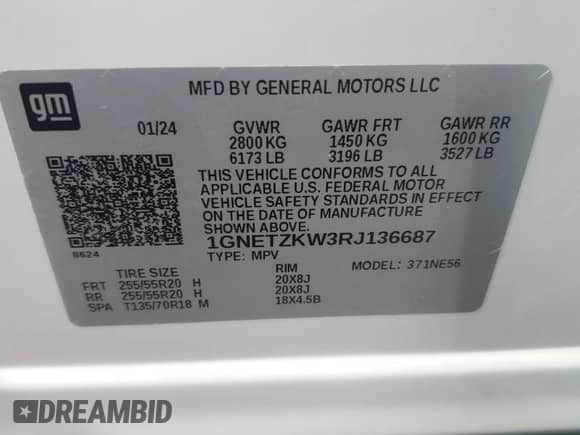 gm
MFD BY GENERAL MOTORS LLC
01/24 GVWR GAWR FRT GAWR RR
2800 KG 1450 KG 1600 KG
6173 LB 3196 LB 3527 LB
THIS VEHICLE CONFORMS TO ALL
APPLICABLE U.S. FEDERAL MOTOR
VEHICLE SAFETY STANDARDS IN EFFECT
ON THE DATE OF MANUFACTURE
SHOWN ABOVE.
1GNETZKW3RJ136687
8624
TYPE: MPV MODEL: 371NE56
TIRE SIZE RIM
FRT 255/55R20 H 20X8J
RR 255/55R20 H 20X8J
SPA T135/70R18 M 18X4.5B
DREAMBID